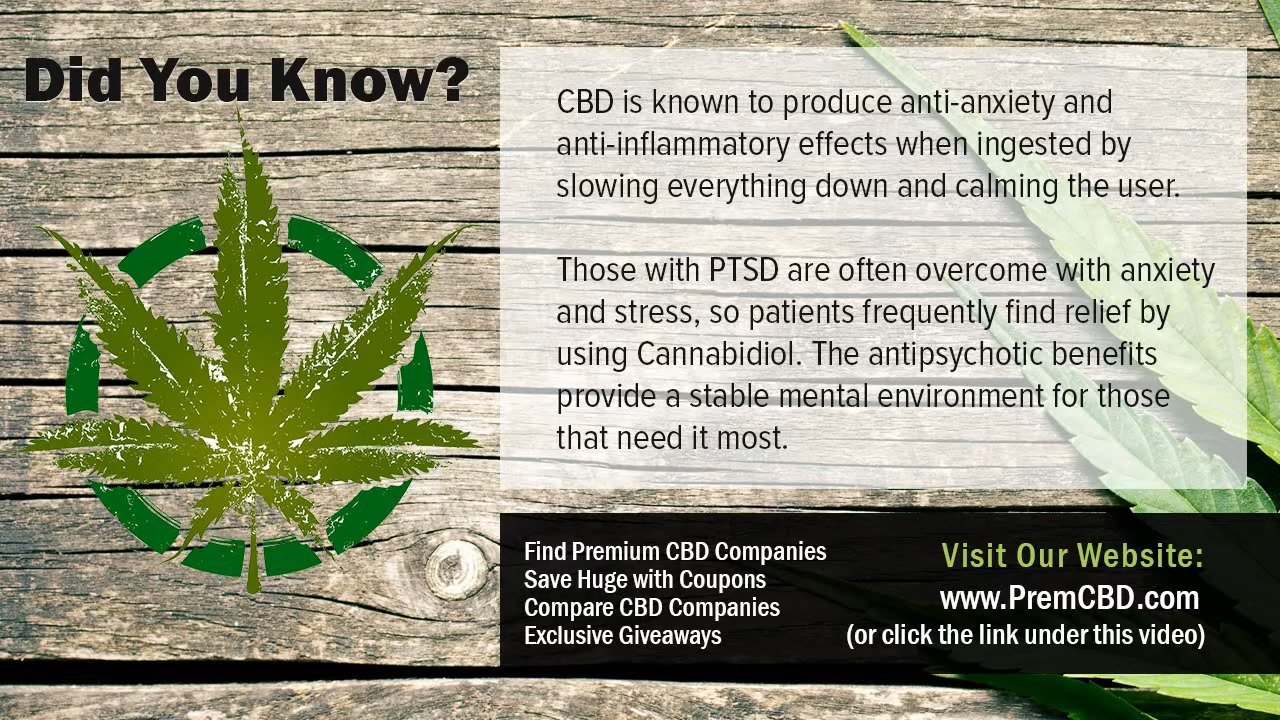 Did You Know?
CBD is known to produce anti-anxiety and
anti-inflammatory effects when ingested by
slowing everything down and calming the user.
Those with PTSD are often overcome with anxiety
and stress, so patients frequently find relief by
using Cannabidiol. The antipsychotic benefits
provide a stable mental environment for those
that need it most.
Find Premium CBD Companies
Save Huge with Coupons
Compare CBD Companies
Exclusive Giveaways
Visit Our Website:
www.PremCBD.com
(or click the link under this video)